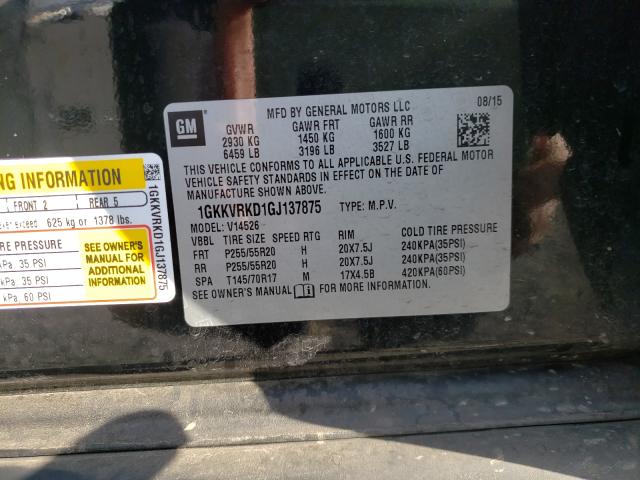 MFD BY GENERAL MOTORS LLC 08/15
GM
GVWR GAWR FRT GAWR RR
2930 KG 1450 KG 1600 KG
6459 LB 3196 LB 3527 LB
THIS VEHICLE CONFORMS TO ALL APPLICABLE U.S. FEDERAL MOTOR
VEHICLE SAFETY STANDARDS IN EFFECT ON THE DATE OF
MANUFACTURE SHOWN ABOVE.
1GKKVRKD1GJ137875 TYPE: M.P.V.
MODEL: V14526
VBBL TIRE SIZE SPEED RTG RIM COLD TIRE PRESSURE
FRT P255/55R20 H 20X7.5J 240KPA(35PSI)
RR P255/55R20 H 20X7.5J 240KPA(35PSI)
SPA T145/70R17 M 17X4.5B 420KPA(60PSI)
SEE OWNER'S MANUAL FOR MORE INFORMATION
INFORMATION
FRONT 2 REAR 5
exceed 625 kg or 1378 lbs.
PRESSURE
kPa, 35 PSI
kPa, 35 PSI
kPa, 60 PSI
SEE OWNER'S
MANUAL FOR
ADDITIONAL
INFORMATION
1GKKVRKD1GJ137875